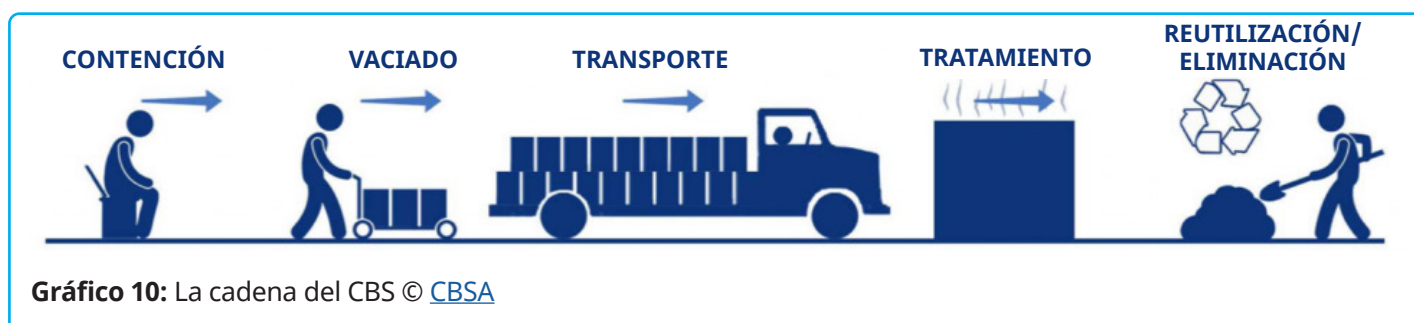 CONTENCIÓN
VACIADO
TRANSPORTE
TRATAMIENTO
REUTILIZACIÓN/
ELIMINACIÓN
Gráfico 10: La cadena del CBS © CBSA